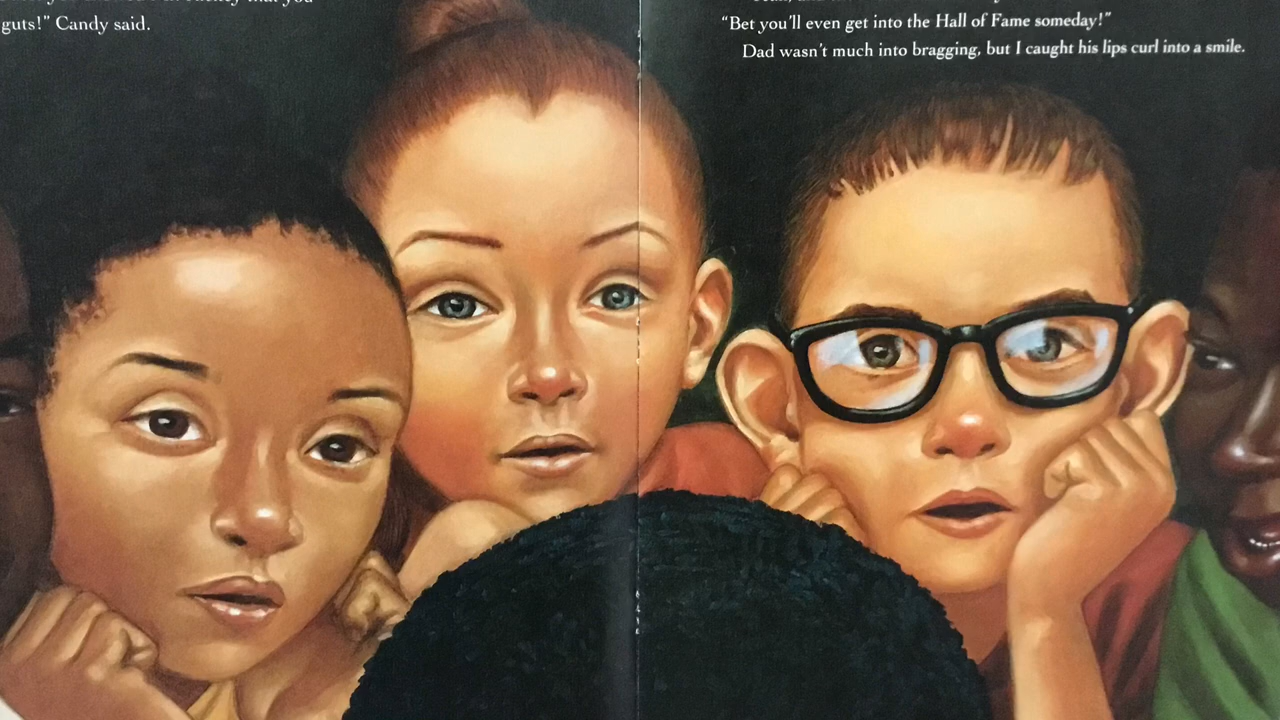 guts!" Candy said.
“Bet you’ll even get into the Hall of Fame someday!”
Dad wasn’t much into bragging, but I caught his lips curl into a smile.